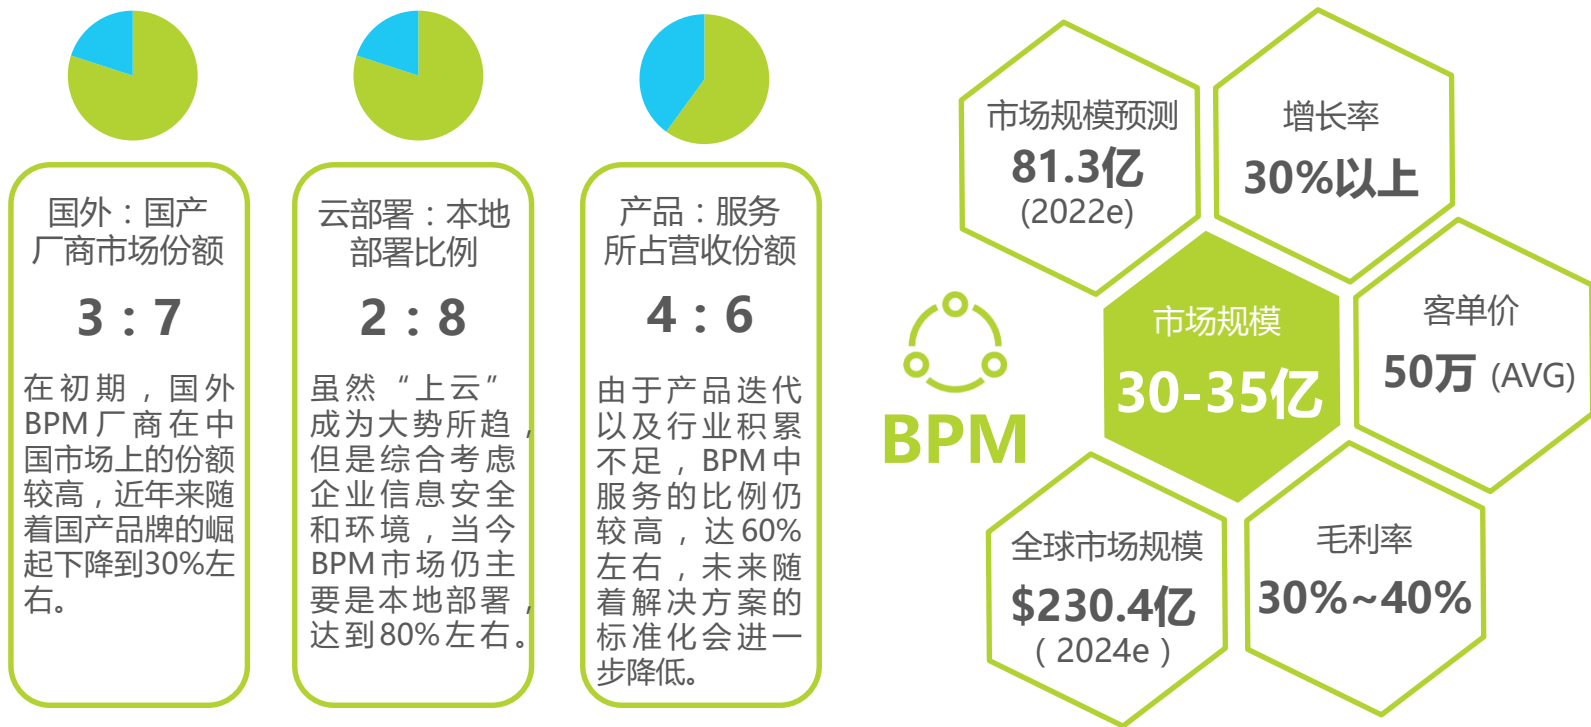 国外：国产
厂商市场份额
3：7
在初期，国外
BPM厂商在中
国市场上的份额
较高，近年来随
着国产品牌的崛
起下降到30%左
右。
云部署：本地
部署比例
2：8
虽然“上云”
成为大势所趋，
但是综合考虑
企业信息安全
和环境，当今
BPM市场仍主
要是本地部署，
达到80%左右。
产品：服务
所占营收份额
4：6
由于产品迭代
以及行业积累
不足，BPM中
服务的比例仍
较高，达60%
左右，未来随
着解决方案的
标准化会进一
步降低。
BPM
市场规模预测
81.3亿
(2022e)
增长率
30%以上
市场规模
30-35亿
客单价
50万 (AVG)
全球市场规模
$230.4亿
（2024e）
毛利率
30%~40%